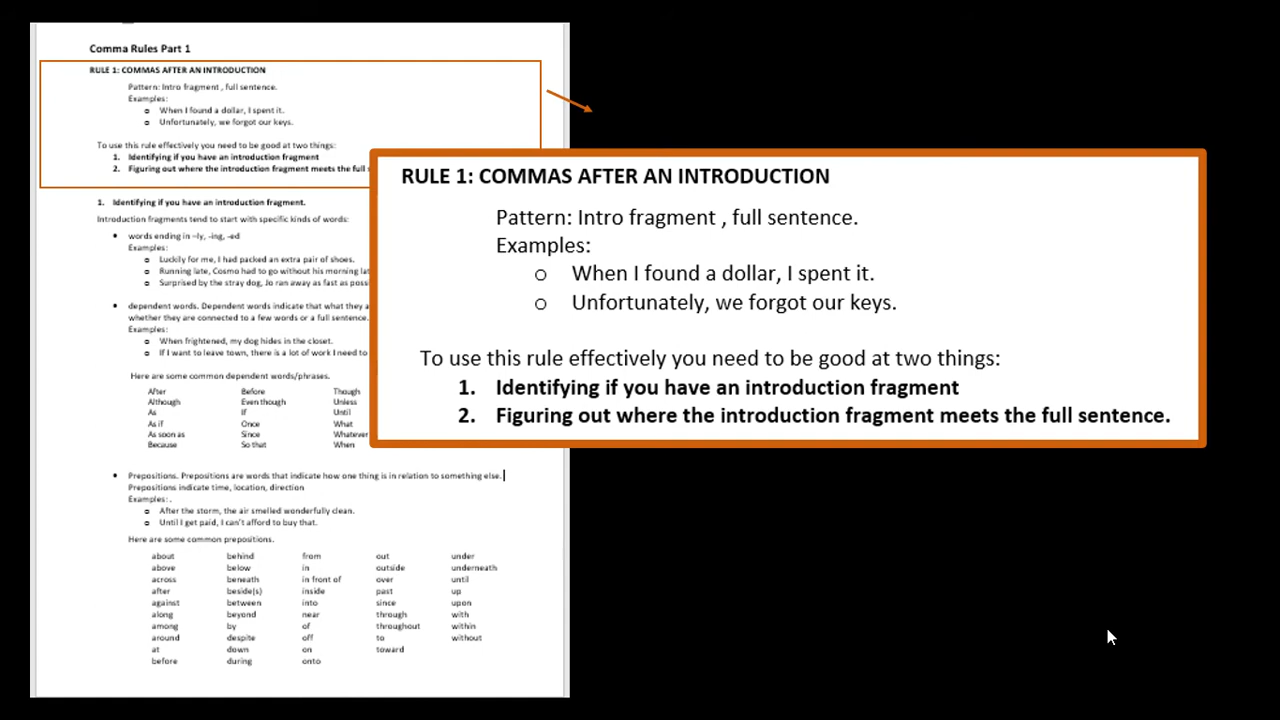 Comma Rules Part 1
RULE 1: COMMAS AFTER AN INTRODUCTION
Pattern: Intro fragment , full sentence.
Examples:
o When I found a dollar, I spent it.
o Unfortunately, we forgot our keys.
To use this rule effectively you need to be good at two things:
1. Identifying if you have an introduction fragment
2. Figuring out where the introduction fragment meets the full
1. Identifying if you have an introduction fragment.
Introduction fragments tend to start with specific kinds of words:
• words ending in –ly, -ing, -ed
Examples:
o Luckily for me, I had packed an extra pair of shoes.
o Running late, Cosmo had to go without his morning
o Surprised by the stray dog, Jo ran away as fast as
• dependent words. Dependent words indicate that what they
whether they are connected to a few words or a full sentence.
Examples:
o When frightened, my dog hides in the closet.
o If I want to leave town, there is a lot of work I need to
Here are some common dependent words/phrases.
After Before Though
Although Even though Unless
As If Until
As if Once What
As soon as Since Whatever
Because So that When
• Prepositions. Prepositions are words that indicate how one thing is in relation to something else.
Prepositions indicate time, location, direction
Examples: .
o After the storm, the air smelled wonderfully clean.
o Until I get paid, I can't afford to buy that.
Here are some common prepositions.
about behind from out under
above below in outside underneath
across beneath in front of over until
after beside(s) inside past up
against between into since upon
along beyond near through with
among by of throughout within
around despite off to without
at down on toward
before during onto
RULE 1: COMMAS AFTER AN INTRODUCTION
Pattern: Intro fragment , full sentence.
Examples:
o When I found a dollar, I spent it.
o Unfortunately, we forgot our keys.
To use this rule effectively you need to be good at two things:
1. Identifying if you have an introduction fragment
2. Figuring out where the introduction fragment meets the full sentence.